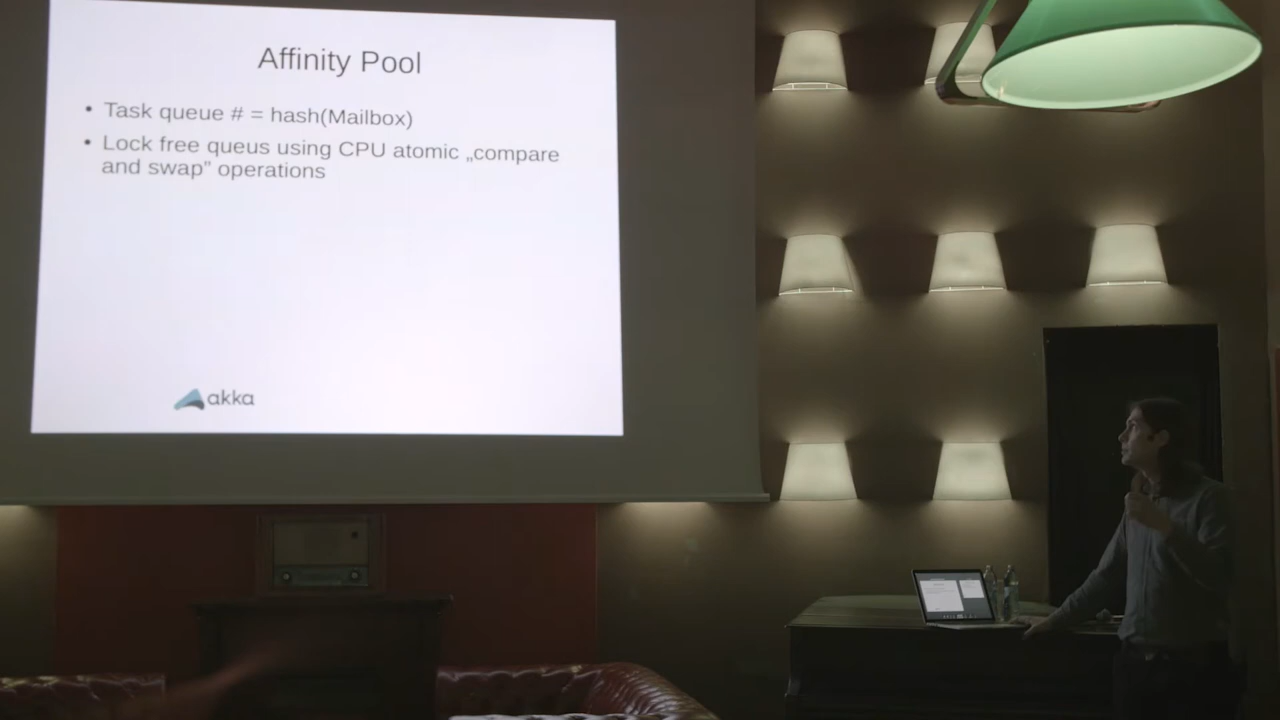 Affinity Pool
• Task queue # = hash(Mailbox)
• Lock free queus using CPU atomic „compare
and swap” operations
akka